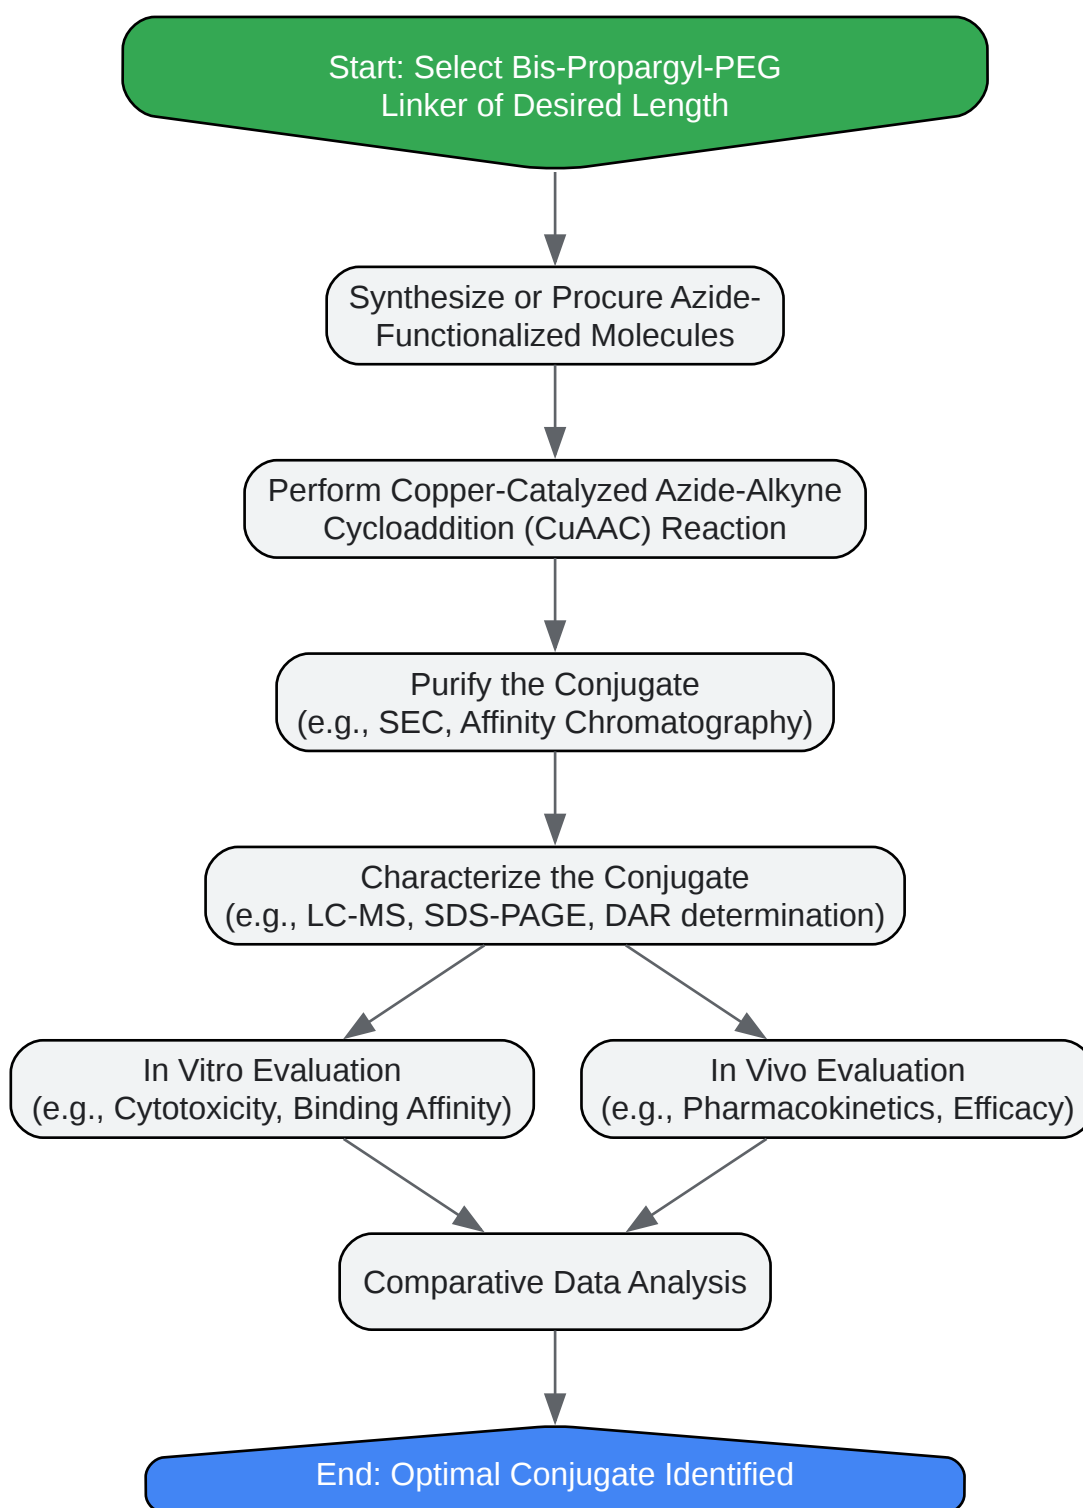 Start: Select Bis-Propargyl-PEG
Linker of Desired Length
Synthesize or Procure Azide-
Functionalized Molecules
Perform Copper-Catalyzed Azide-Alkyne
Cycloaddition (CuAAC) Reaction
Purify the Conjugate
(e.g., SEC, Affinity Chromatography)
Characterize the Conjugate
(e.g., LC-MS, SDS-PAGE, DAR determination)
In Vitro Evaluation
(e.g., Cytotoxicity, Binding Affinity)
In Vivo Evaluation
(e.g., Pharmacokinetics, Efficacy)
Comparative Data Analysis
End: Optimal Conjugate Identified